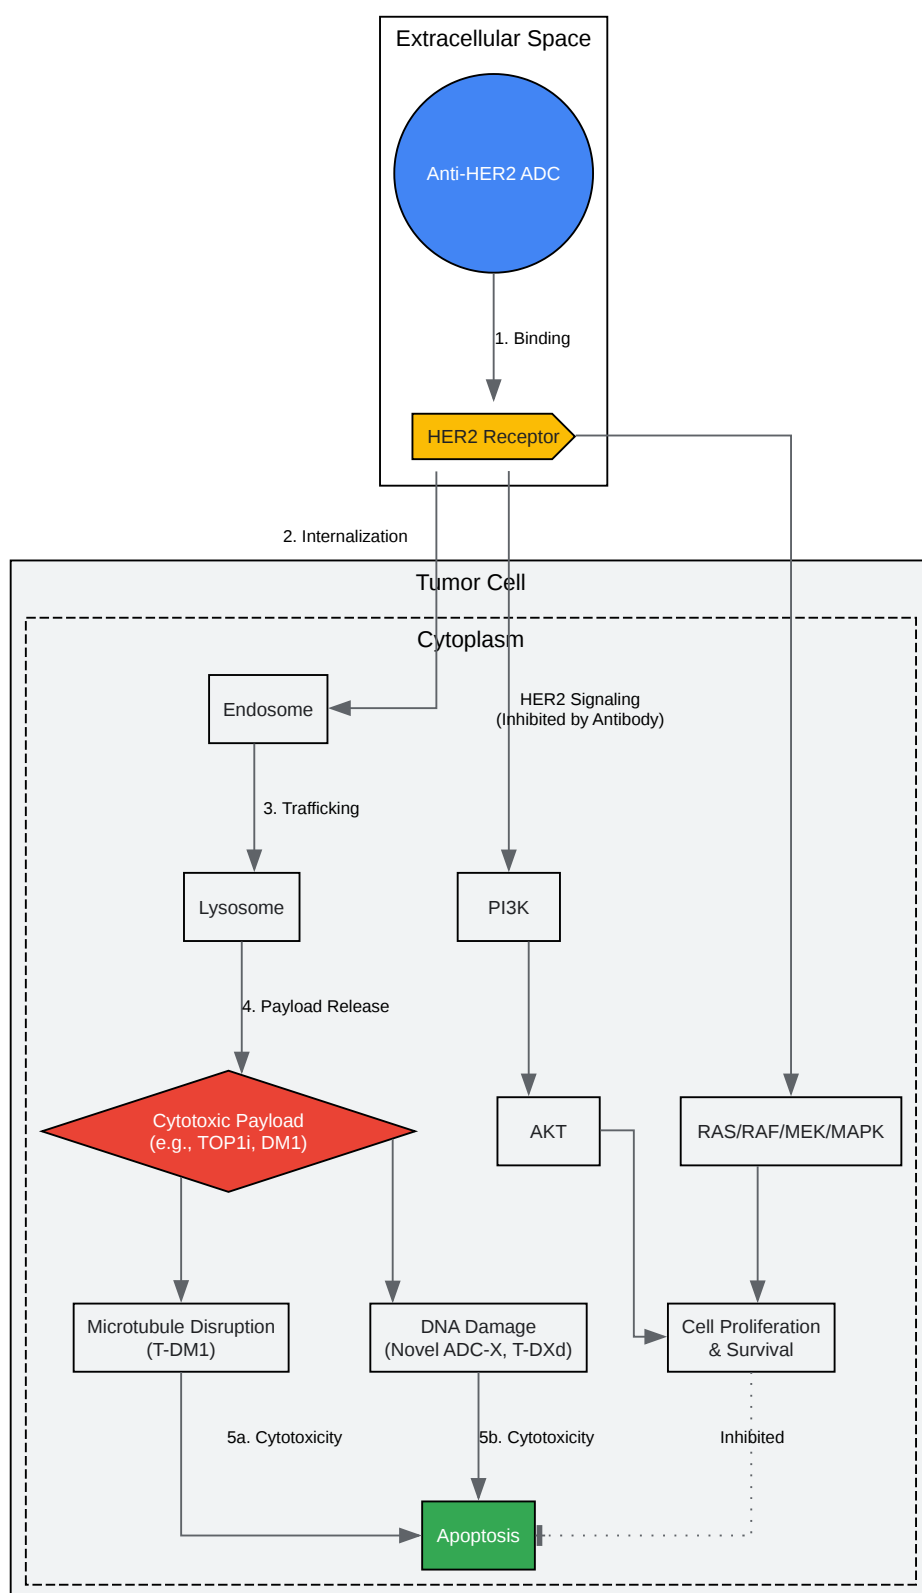 Extracellular Space
Anti-HER2 ADC
1. Binding
HER2 Receptor
2. Internalization
Tumor Cell
Cytoplasm
Endosome
HER2 Signaling
(Inhibited by Antibody)
3. Trafficking
Lysosome
PI3K
4. Payload Release
Cytotoxic Payload
(e.g., TOP1i, DM1)
AKT
RAS/RAF/MEK/MAPK
Microtubule Disruption
(T-DM1)
DNA Damage
(Novel ADC-X, T-DXd)
Cell Proliferation
& Survival
5a. Cytotoxicity
5b. Cytotoxicity
Inhibited
Apoptosis